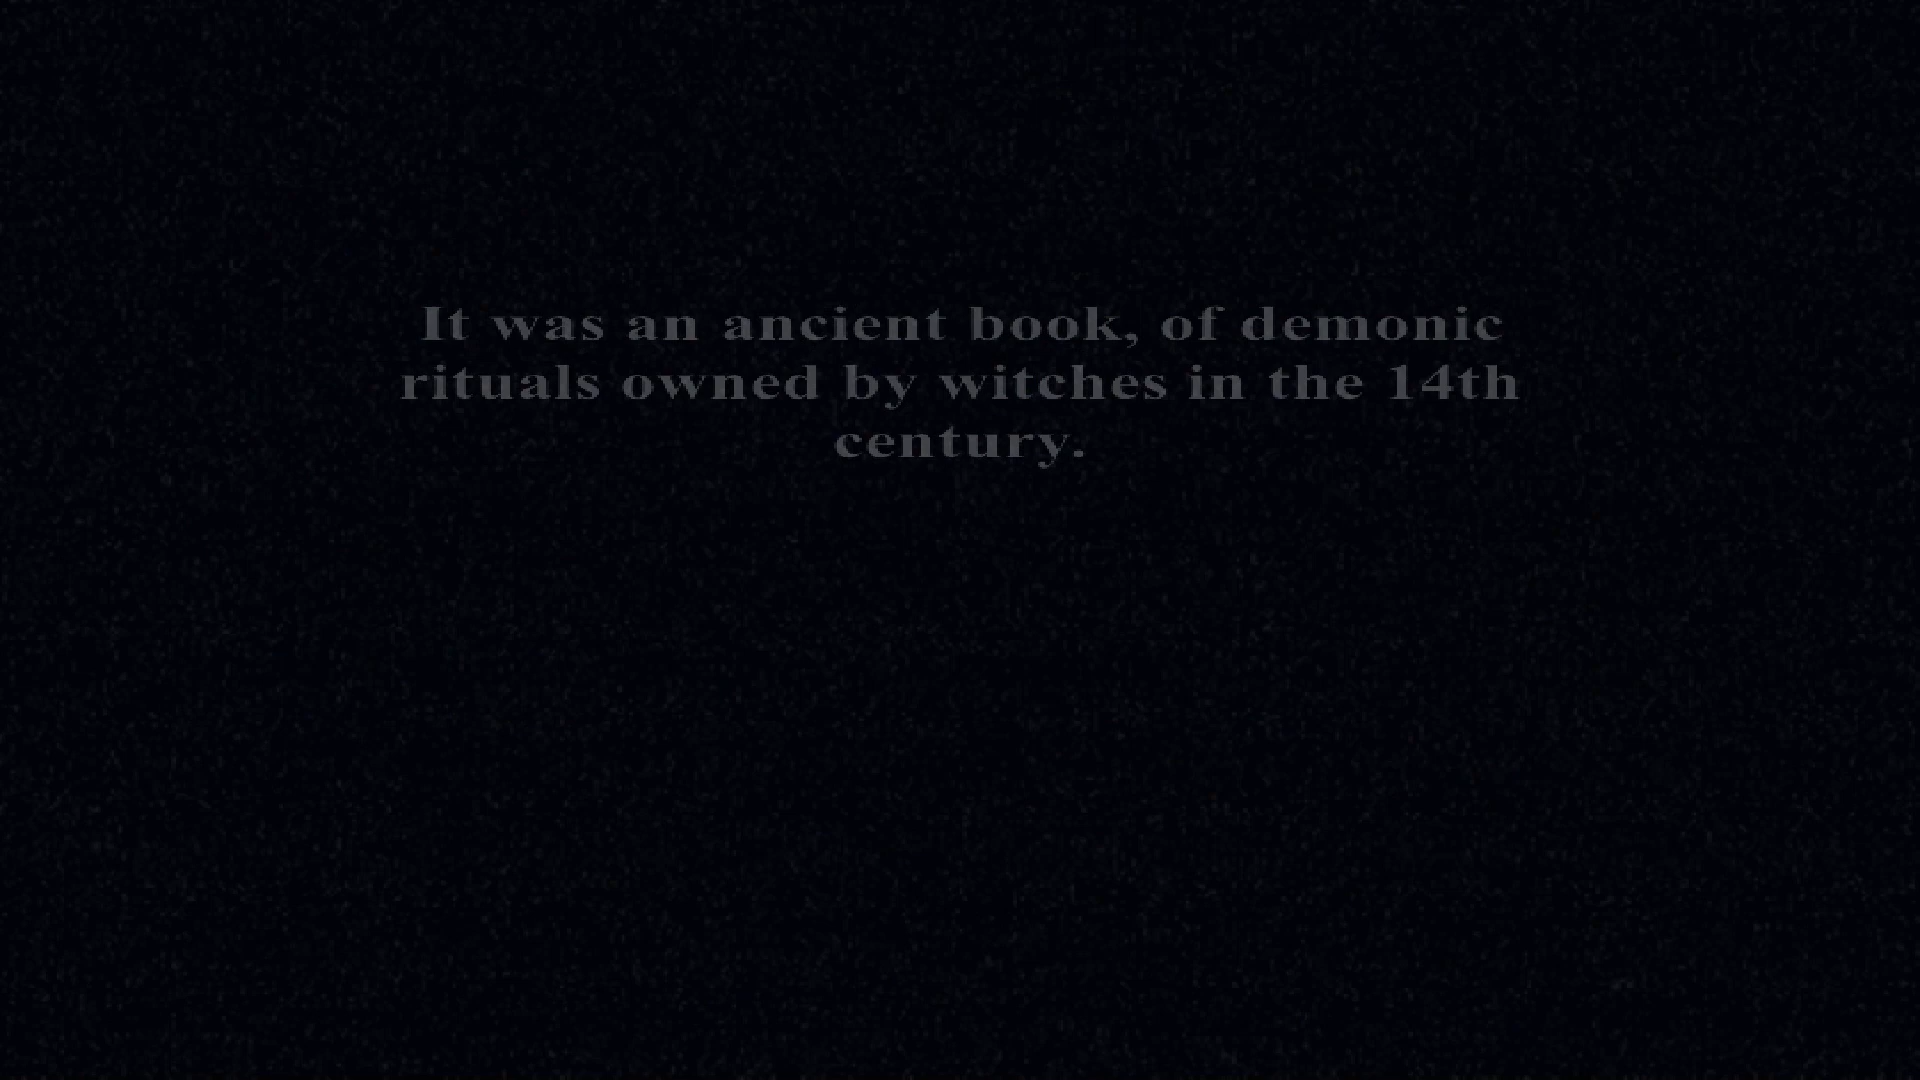 It was an ancient book, of demonic
rituals owned by witches in the 14th
century.